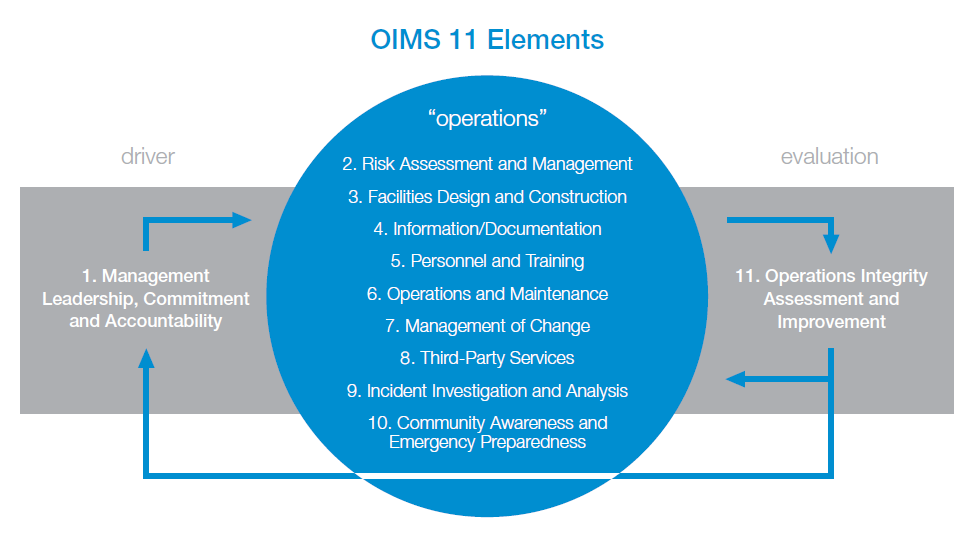 OIMS 11 Elements
driver
1. Management
Leadership, Commitment
and Accountability
“operations”
2. Risk Assessment and Management
3. Facilities Design and Construction
4. Information/Documentation
5. Personnel and Training
6. Operations and Maintenance
7. Management of Change
8. Third-Party Services
9. Incident Investigation and Analysis
10. Community Awareness and
Emergency Preparedness
evaluation
11. Operations Integrity
Assessment and
Improvement